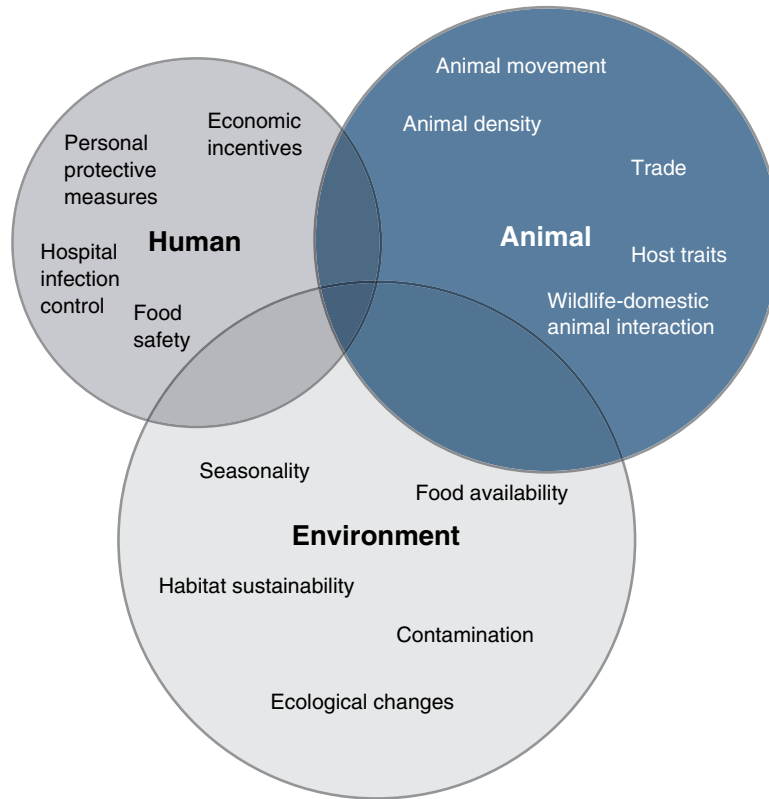 Economic
incentives
Personal
protective
measures
Human
Hospital
infection
control
Food
safety
Animal movement
Animal density
Trade
Animal
Host traits
Wildlife-domestic
animal interaction
Seasonality
Food availability
Environment
Habitat sustainability
Contamination
Ecological changes